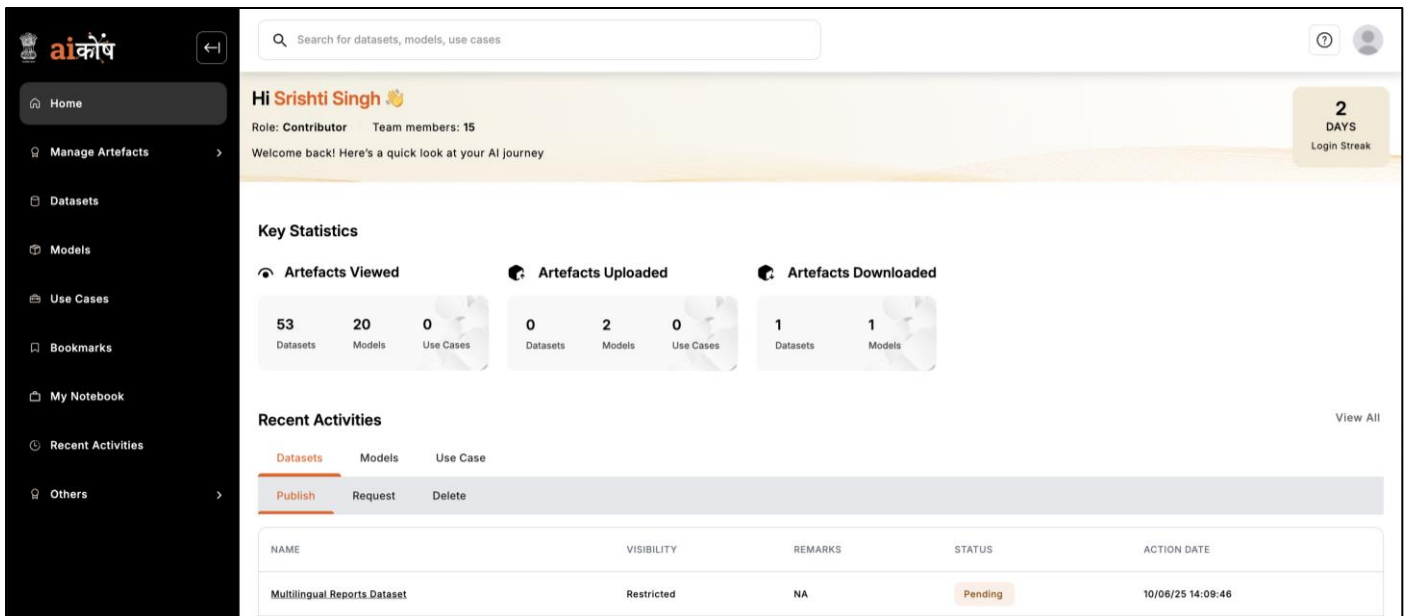 aiकोष
Search for datasets, models, use cases
Home
Manage Artefacts
Datasets
Models
Use Cases
Bookmarks
My Notebook
Recent Activities
Others
Hi Srishti Singh 👋
Role: Contributor Team members: 15
Welcome back! Here's a quick look at your AI journey
2
DAYS
Login Streak
Key Statistics
Artefacts Viewed Artefacts Uploaded Artefacts Downloaded
53 20 0 0 2 0 1 1
Datasets Models Use Cases Datasets Models Use Cases Datasets Models
Recent Activities View All
Datasets Models Use Case
Publish Request Delete
NAME VISIBILITY REMARKS STATUS ACTION DATE
Multilingual Reports Dataset Restricted NA Pending 10/06/25 14:09:46